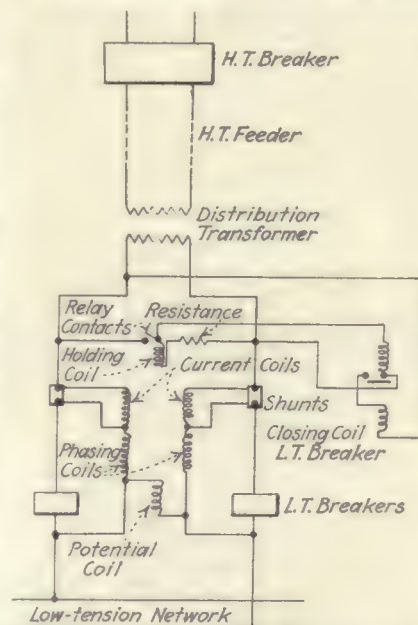 H.T. Breaker
H.T. Feeder
Distribution
Transformer
Relay
Contacts
Resistance
Holding
Coil
Current Coils
Shunts
Phasing
Coils
Closing Coil
L.T. Breaker
L.T. Breakers
Potential
Coil
Low-tension Network